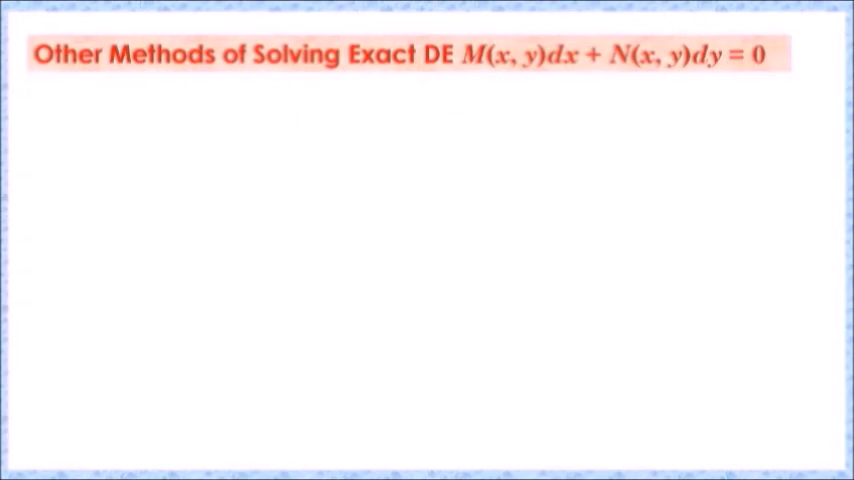 Other Methods of Solving Exact DE M(x, y)dx + N(x, y)dy = 0